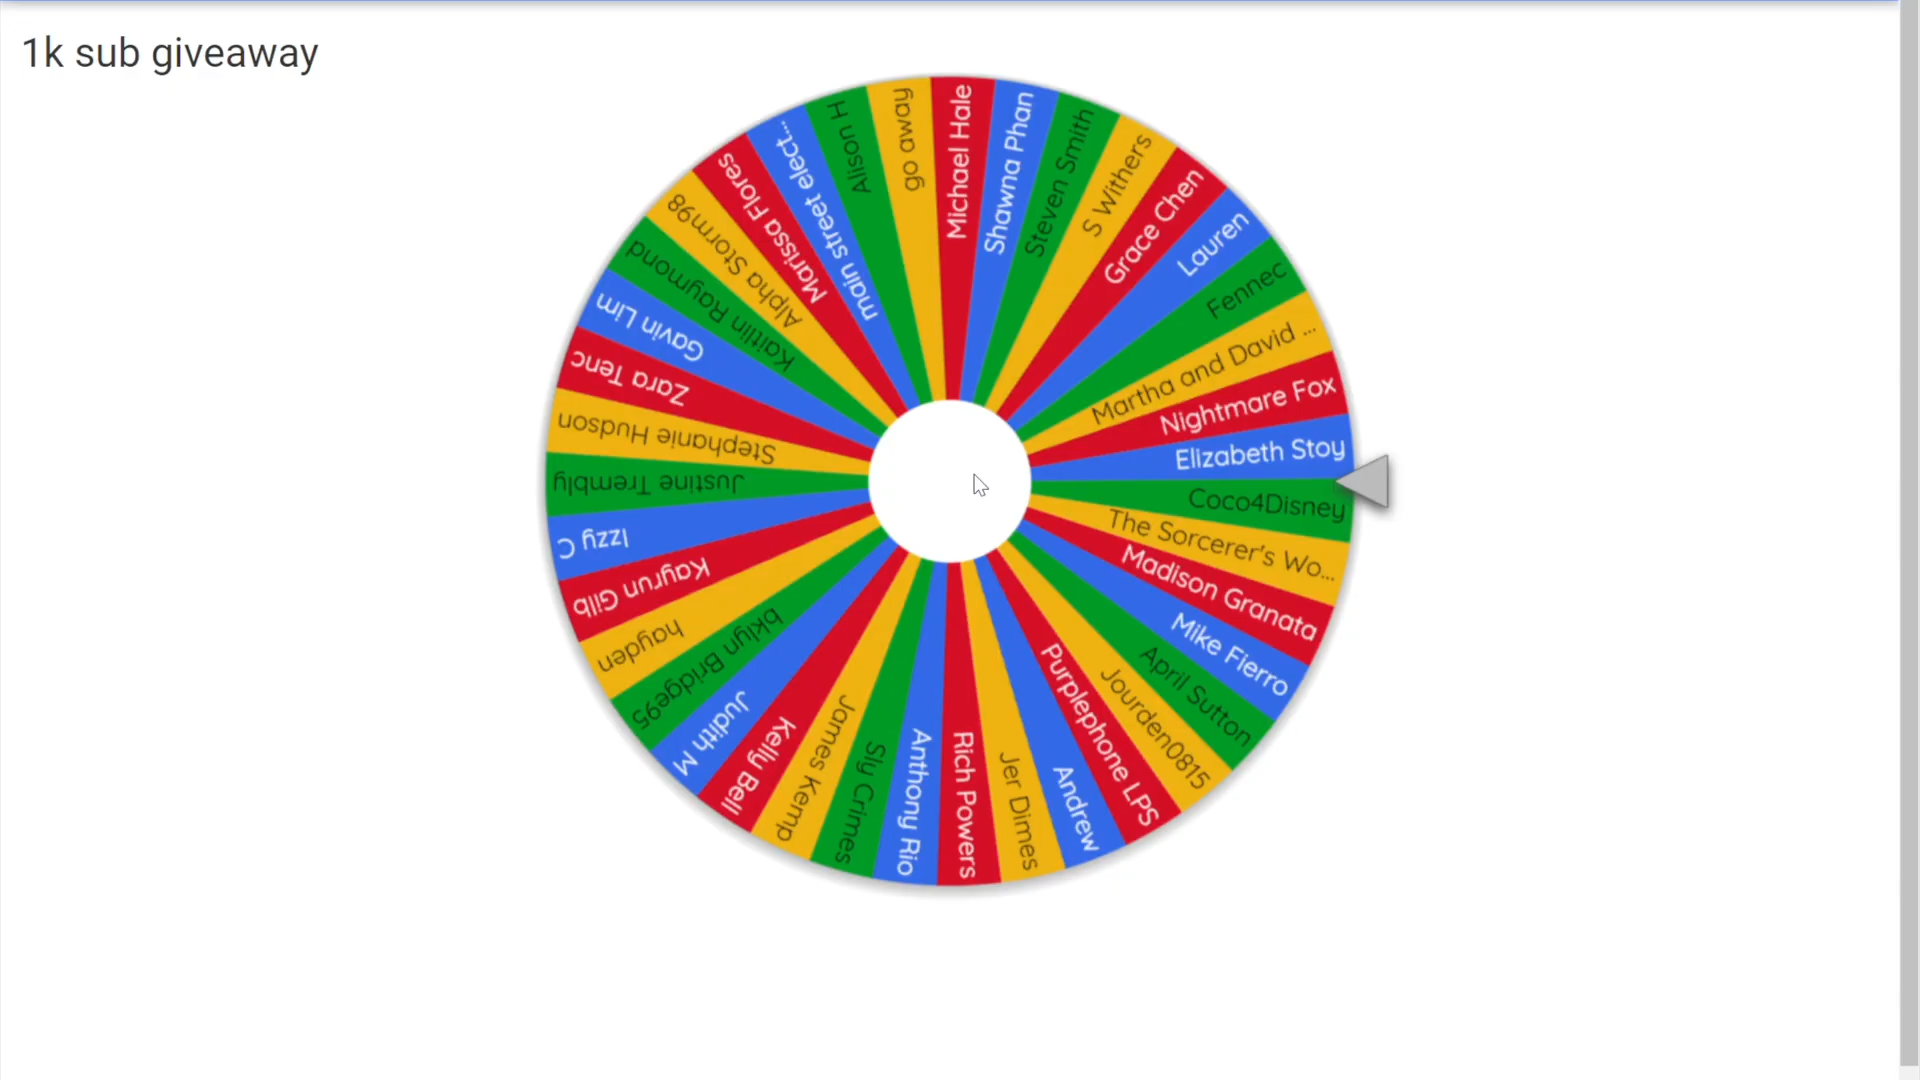 1k sub giveaway
Michael Hale
Shawna Phan
Steven Smith
S Withers
Grace Chen
Lauren
Fennec
Martha and David ...
Nightmare Fox
Elizabeth Stoy
Coco4Disney
The Sorcerer's Wo...
Madison Granata
Mike Fierro
April Sutton
Jourden0815
Purplephone LPS
Andrew
Jer Dimes
Rich Powers
Anthony Rio
Sly Crimes
James Kemp
Kelly Bell
Judith M
bklyn Bridge95
hayden
Kayrun Gilb
Izzy C
Justine Trembly
Stephanie Hudson
Zara Tenc
Gavin Lim
Kaitlin Raymond
Alpha Storm98
Marissa Flores
main street elect...
Alison H
go away